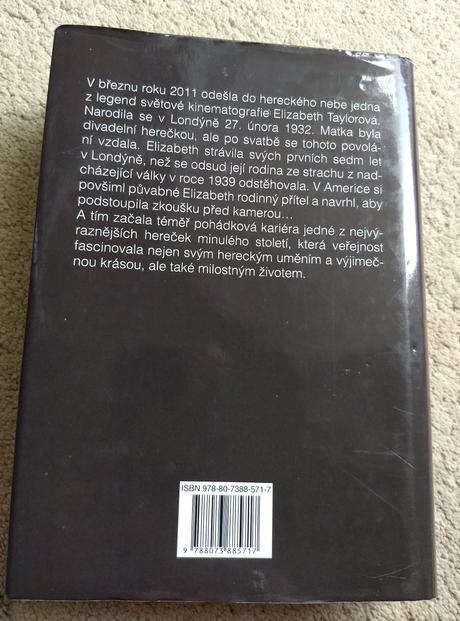 V březnu roku 2011 odešla do hereckého nebe jedna
z legend světové kinematografie Elizabeth Taylorová.
Narodila se v Londýně 27. února 1932. Matka byla
divadelní herečkou, ale po svatbě se tohoto povolá-
ní vzdala. Elizabeth strávila svých prvních sedm let
v Londýně, než se odsud její rodina ze strachu z nad-
cházející války v roce 1939 odstěhovala. V Americe si
povšiml půvabné Elizabeth rodinný přítel a navrhl, aby
podstoupila zkoušku před kamerou...
A tím začala téměř pohádková kariéra jedné z nejvý-
raznějších hereček minulého století, která veřejnost
fascinovala nejen svým hereckým uměním a výjimeč-
nou krásou, ale také milostným životem.
ISBN 978-80-7388-571-7
9 788073 885717